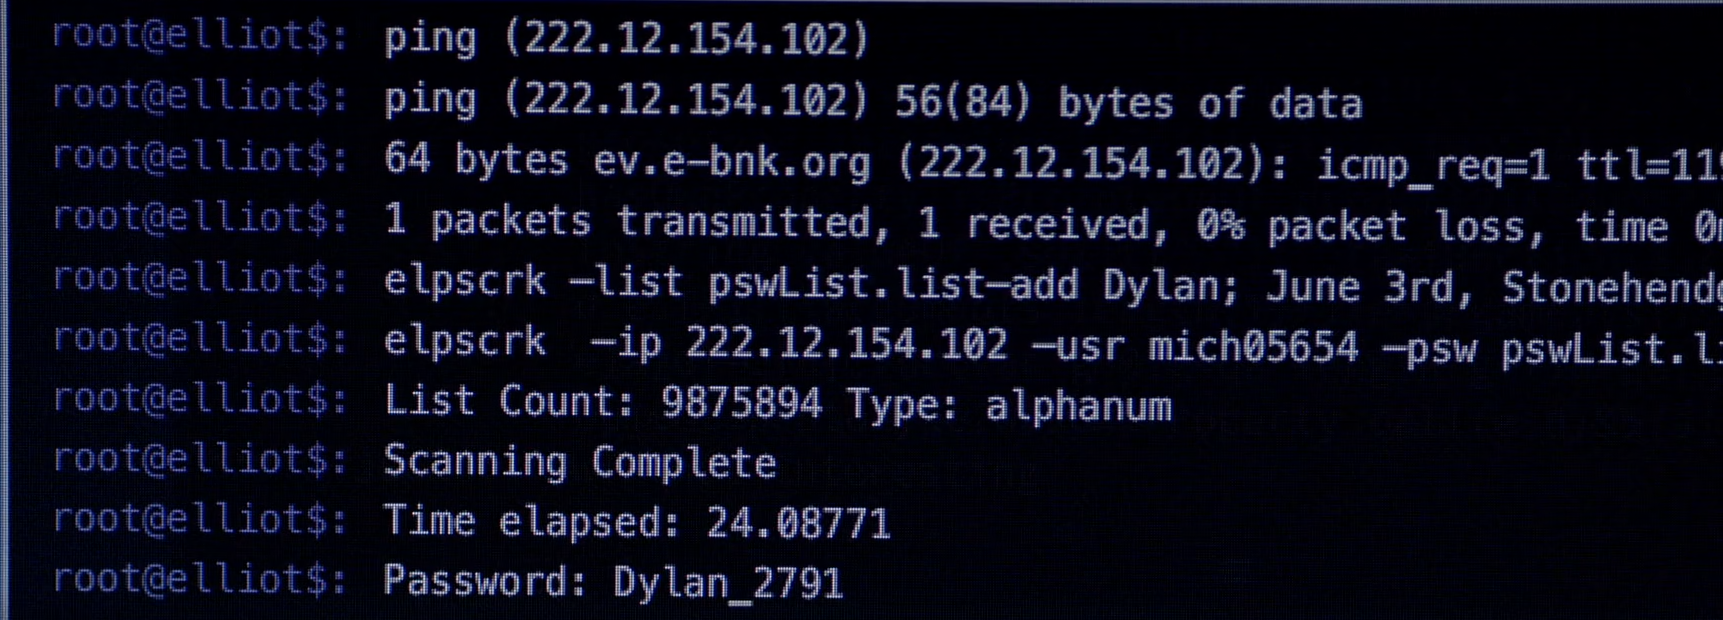 root@elliot$: ping (222.12.154.102)
root@elliot$: ping (222.12.154.102) 56(84) bytes of data
root@elliot$: 64 bytes ev.e-bnk.org (222.12.154.102): icmp_req=1 ttl=11
root@elliot$: 1 packets transmitted, 1 received, 0% packet loss, time 0
root@elliot$: elpscrk -list pswList.list-add Dylan; June 3rd, Stonehend
root@elliot$: elpscrk -ip 222.12.154.102 -usr mich05654 -psw pswList.l
root@elliot$: List Count: 9875894 Type: alphanum
root@elliot$: Scanning Complete
root@elliot$: Time elapsed: 24.08771
root@elliot$: Password: Dylan_2791